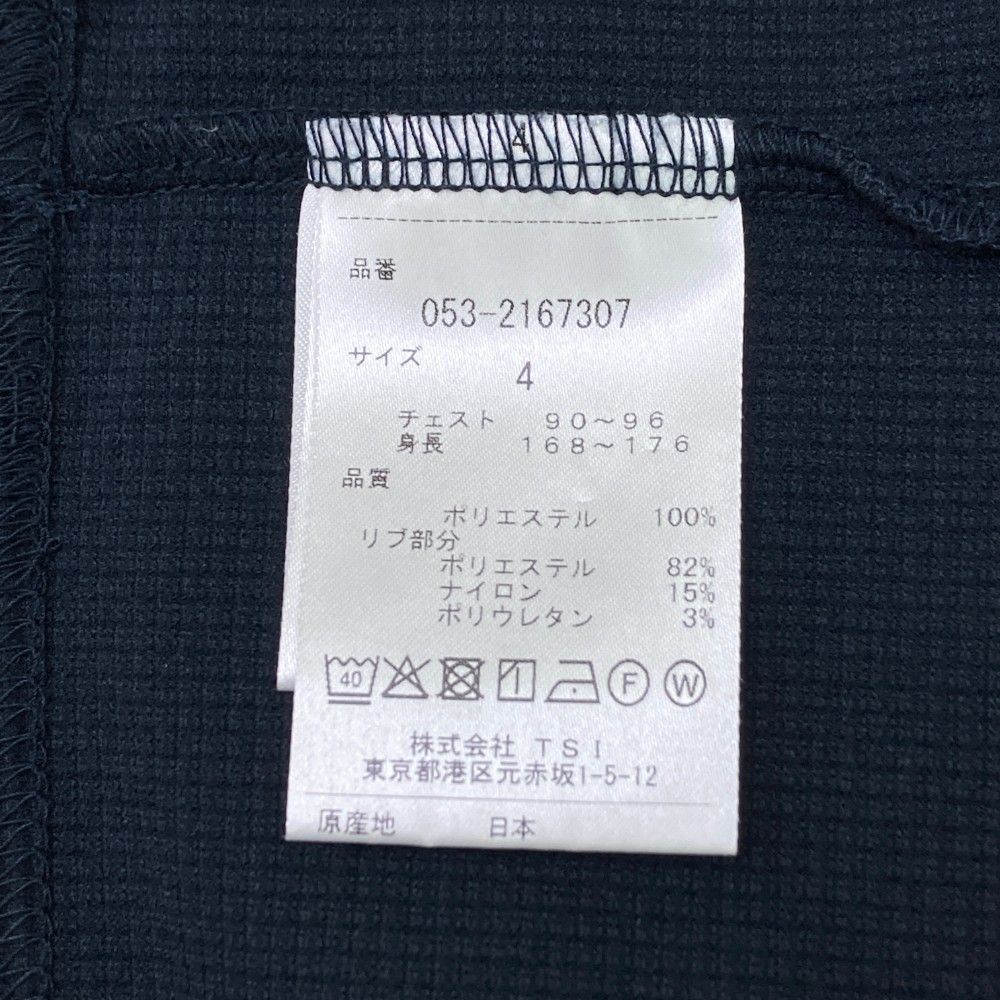 4
品番
053-2167307
サイズ
4
チェスト 90～96
身長 168～176
品質
ポリエステル 100%
リブ部分
ポリエステル 82%
ナイロン 15%
ポリウレタン 3%
40 F W
株式会社 TSI
東京都港区元赤坂1-5-12
原産地 日本